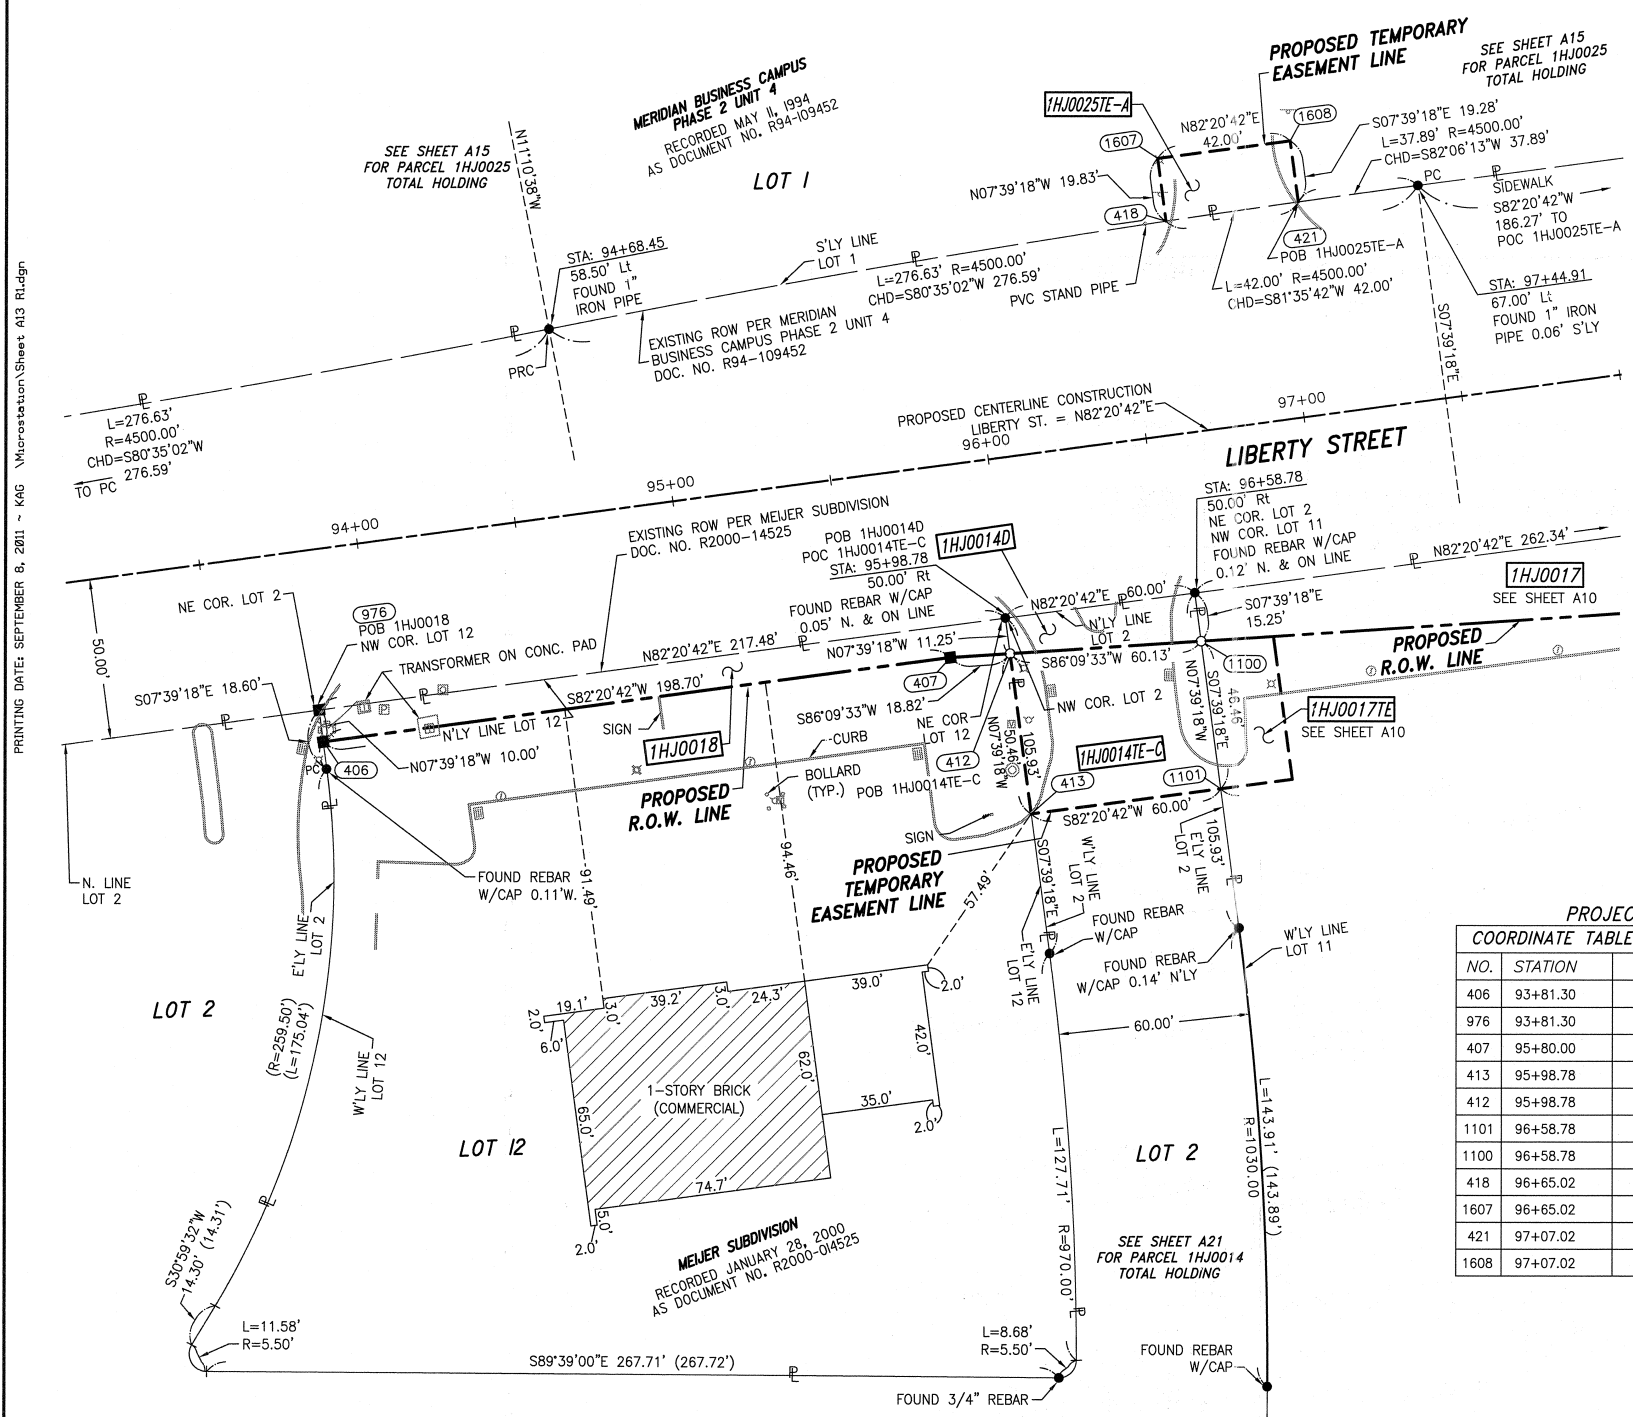 PRINTING DATE: SEPTEMBER 8, 2011 ~ KAG \Microstation\Sheet A13 R1.dgn
PROPOSED TEMPORARY
EASEMENT LINE
SEE SHEET A15
FOR PARCEL 1HJ0025
TOTAL HOLDING
MERIDIAN BUSINESS CAMPUS
PHASE 2 UNIT 4
RECORDED MAY 11, 1994
AS DOCUMENT NO. R94-109452
SEE SHEET A15
FOR PARCEL 1HJ0025
TOTAL HOLDING
N11°10'38"W
LOT 1
1HJ0025TE-A
N82°20'42"E
42.00'
1607
1608
S07°39'18"E 19.28'
L=37.89' R=4500.00'
CHD=S82°06'13"W 37.89'
N07°39'18"W 19.83'
418
421
POB 1HJ0025TE-A
PC
SIDEWALK
S82°20'42"W
186.27' TO
POC 1HJ0025TE-A
STA: 94+68.45
58.50' Lt
FOUND 1"
IRON PIPE
S'LY LINE
LOT 1
L=276.63' R=4500.00'
CHD=S80°35'02"W 276.59'
PVC STAND PIPE
L=42.00' R=4500.00'
CHD=S81°35'42"W 42.00'
STA: 97+44.91
67.00' Lt
FOUND 1" IRON
PIPE 0.06' S'LY
S07°39'18"E
PRC
EXISTING ROW PER MERIDIAN
BUSINESS CAMPUS PHASE 2 UNIT 4
DOC. NO. R94-109452
L=276.63'
R=4500.00'
CHD=S80°35'02"W
276.59'
TO PC
PROPOSED CENTERLINE CONSTRUCTION
LIBERTY ST. = N82°20'42"E
94+00
95+00
96+00
97+00
LIBERTY STREET
50.00'
EXISTING ROW PER MEIJER SUBDIVISION
DOC. NO. R2000-14525
POB 1HJ0014D
POC 1HJ0014TE-C
STA: 95+98.78
50.00' Rt
FOUND REBAR W/CAP
0.05' N. & ON LINE
1HJ0014D
STA: 96+58.78
50.00' Rt
NE COR. LOT 2
NW COR. LOT 11
FOUND REBAR W/CAP
0.12' N. & ON LINE
N82°20'42"E 262.34'
1HJ0017
SEE SHEET A10
NE COR. LOT 2
976
POB 1HJ0018
NW COR. LOT 12
TRANSFORMER ON CONC. PAD
N82°20'42"E 217.48'
N82°20'42"E 60.00'
N'LY LINE
LOT 2
S07°39'18"E
15.25'
PROPOSED
R.O.W. LINE
N07°39'18"W 11.25'
S86°09'33"W 60.13'
1100
407
S86°09'33"W 18.82'
NW COR. LOT 2
S07°39'18"E 18.60'
S82°20'42"W 198.70'
N'LY LINE LOT 12
SIGN
1HJ0018
NE COR
LOT 12
N07°39'18"W
50.46'
105.93'
N07°39'18"W
S07°39'18"E
46.46'
1HJ0017TE
SEE SHEET A10
PC
406
N07°39'18"W 10.00'
CURB
412
POB 1HJ0014TE-C
1HJ0014TE-C
413
1101
BOLLARD
(TYP.)
PROPOSED
R.O.W. LINE
S82°20'42"W 60.00'
SIGN
PROPOSED
TEMPORARY
EASEMENT LINE
S07°39'18"E
W'LY LINE
LOT 2
105.93'
E'LY LINE
LOT 2
N. LINE
LOT 2
FOUND REBAR
W/CAP 0.11'W.
91.49'
94.46'
57.49'
E'LY LINE
LOT 2
E'LY LINE
LOT 12
FOUND REBAR
W/CAP
FOUND REBAR
W/CAP 0.14' N'LY
W'LY LINE
LOT 11
LOT 2
(R=259.50')
(L=175.04')
W'LY LINE
LOT 12
2.0'
19.1'
6.0'
3.0'
39.2'
3.0'
24.3'
39.0'
2.0'
42.0'
62.0'
65.0'
1-STORY BRICK
(COMMERCIAL)
35.0'
2.0'
74.7'
5.0'
2.0'
60.00'
LOT 12
LOT 2
L=127.71' R=970.00'
L=143.91' (143.89')
R=1030.00
S30°59'32"W
14.30' (14.31')
MEIJER SUBDIVISION
RECORDED JANUARY 28, 2000
AS DOCUMENT NO. R2000-014525
SEE SHEET A21
FOR PARCEL 1HJ0014
TOTAL HOLDING
L=11.58'
R=5.50'
S89°39'00"E 267.71' (267.72')
L=8.68'
R=5.50'
FOUND 3/4" REBAR
FOUND REBAR
W/CAP
PROJEC
COORDINATE TABLE
NO. STATION
406 93+81.30
976 93+81.30
407 95+80.00
413 95+98.78
412 95+98.78
1101 96+58.78
1100 96+58.78
418 96+65.02
1607 96+65.02
421 97+07.02
1608 97+07.02